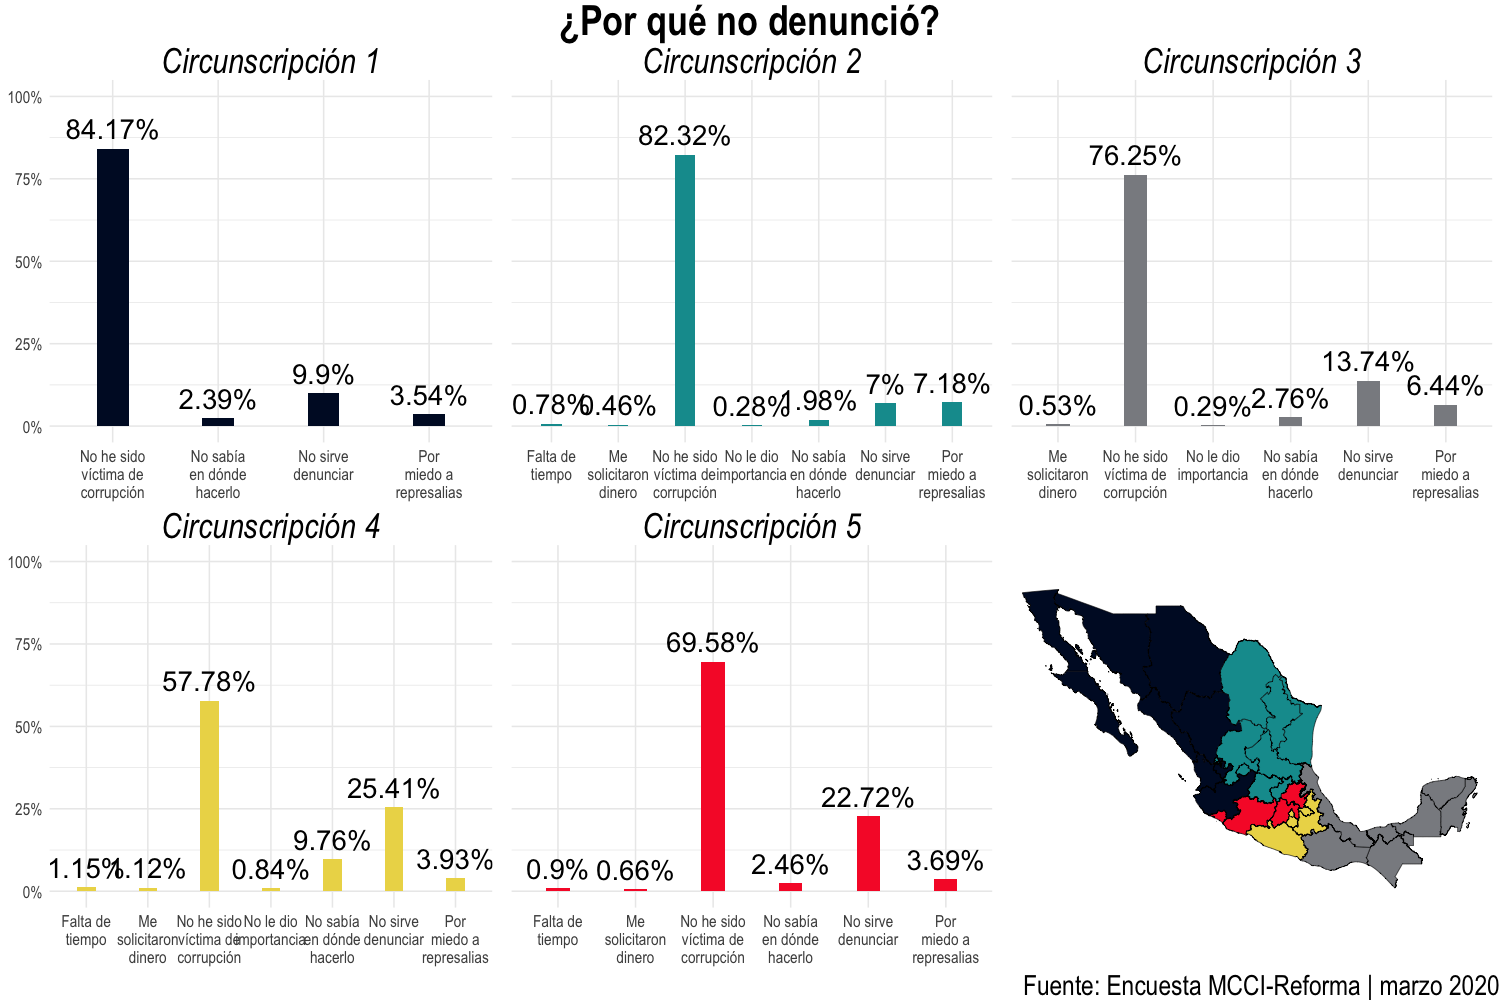 ¿Por qué no denunció?
Circunscripción 1
100%
75%
50%
25%
0%
84.17%
2.39%
9.9%
3.54%
No he sido
víctima de
corrupción
No sabía
en dónde
hacerlo
No sirve
denunciar
Por
miedo a
represalias
Circunscripción 2
0.78%
0.46%
82.32%
0.28%
1.98%
7%
7.18%
Falta de
tiempo
Me
solicitaron
dinero
No he sido
víctima de
corrupción
No le dio
importancia
No sabía
en dónde
hacerlo
No sirve
denunciar
Por
miedo a
represalias
Circunscripción 3
0.53%
76.25%
0.29%
2.76%
13.74%
6.44%
Me
solicitaron
dinero
No he sido
víctima de
corrupción
No le dio
importancia
No sabía
en dónde
hacerlo
No sirve
denunciar
Por
miedo a
represalias
Circunscripción 4
100%
75%
50%
25%
0%
1.15%
1.12%
57.78%
0.84%
9.76%
25.41%
3.93%
Falta de
tiempo
Me
solicitaron
dinero
No he sido
víctima de
corrupción
No le dio
importancia
No sabía
en dónde
hacerlo
No sirve
denunciar
Por
miedo a
represalias
Circunscripción 5
0.9%
0.66%
69.58%
2.46%
22.72%
3.69%
Falta de
tiempo
Me
solicitaron
dinero
No he sido
víctima de
corrupción
No sabía
en dónde
hacerlo
No sirve
denunciar
Por
miedo a
represalias
Fuente: Encuesta MCCI-Reforma | marzo 2020